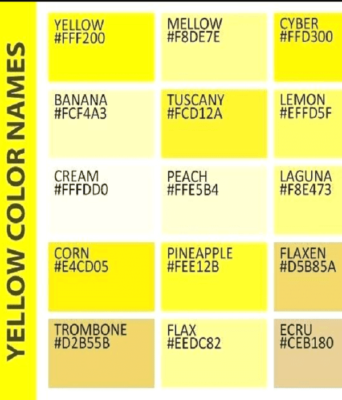 YELLOW COLOR NAMES
YELLOW
#FFF200
MELLOW
#F8DE7E
CYBER
#FFD300
BANANA
#FCF4A3
TUSCANY
#FCD12A
LEMON
#EFFD5F
CREAM
#FFFDD0
PEACH
#FFE5B4
LAGUNA
#F8E473
CORN
#E4CD05
PINEAPPLE
#FEE12B
FLAXEN
#D5B85A
TROMBONE
#D2B55B
FLAX
#EEDC82
ECRU
#CEB180